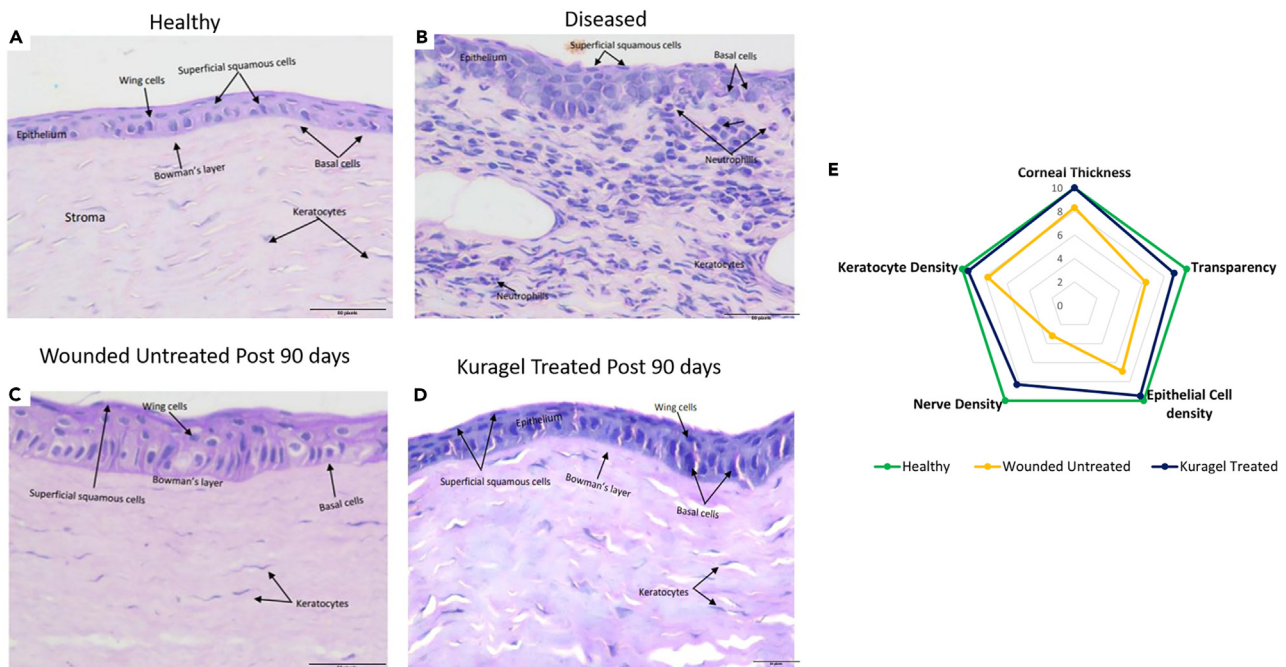 Healthy
A
Superficial squamous cells
Wing cells
Epithelium
Bowman's layer
Basal cells
Stroma
Keratocytes
Diseased
B
Superficial squamous cells
Epithelium
Basal cells
Neutrophills
Keratocytes
Neutrophills
Wounded Untreated Post 90 days
C
Wing cells
Bowman's layer
Superficial squamous cells
Basal cells
Keratocytes
Kuragel Treated Post 90 days
D
Wing cells
Epithelium
Bowman's layer
Superficial squamous cells
Basal cells
Keratocytes
E
Corneal Thickness
10
8
6
4
2
0
Keratocyte Density
Transparency
Nerve Density
Epithelial Cell
density
Healthy
Wounded Untreated
Kuragel Treated